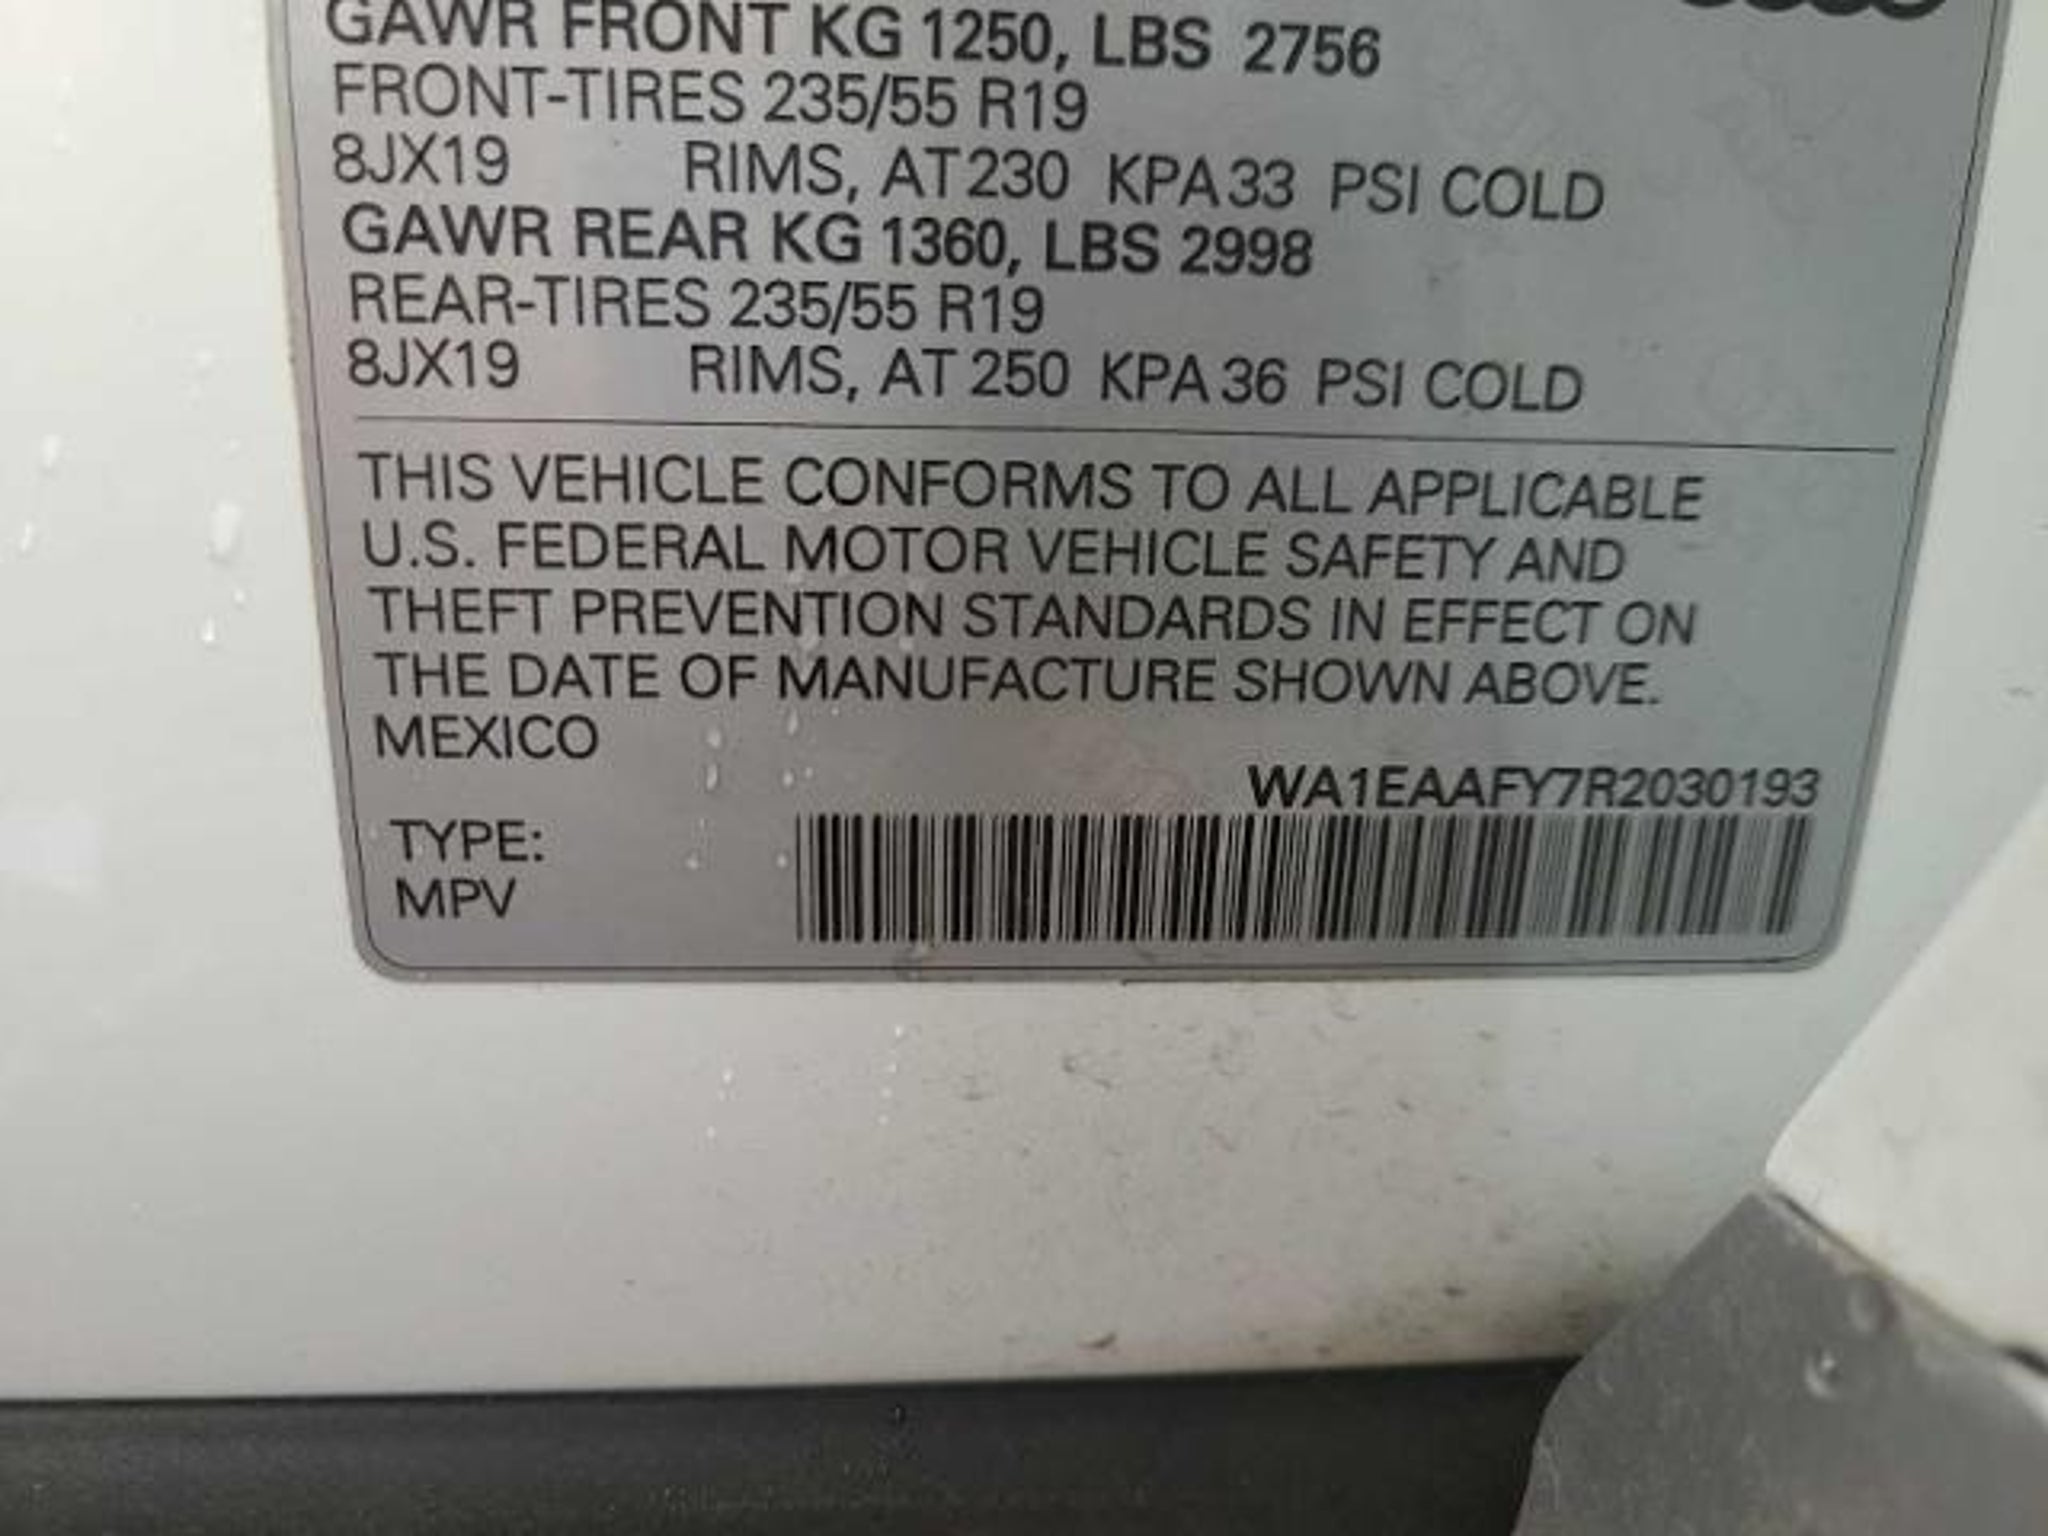 GAWR FRONT KG 1250, LBS 2756
FRONT-TIRES 235/55 R19
8JX19 RIMS, AT 230 KPA 33 PSI COLD
GAWR REAR KG 1360, LBS 2998
REAR-TIRES 235/55 R19
8JX19 RIMS, AT 250 KPA 36 PSI COLD
THIS VEHICLE CONFORMS TO ALL APPLICABLE
U.S. FEDERAL MOTOR VEHICLE SAFETY AND
THEFT PREVENTION STANDARDS IN EFFECT ON
THE DATE OF MANUFACTURE SHOWN ABOVE.
MEXICO
WA1EAAFY7R2030193
TYPE:
MPV